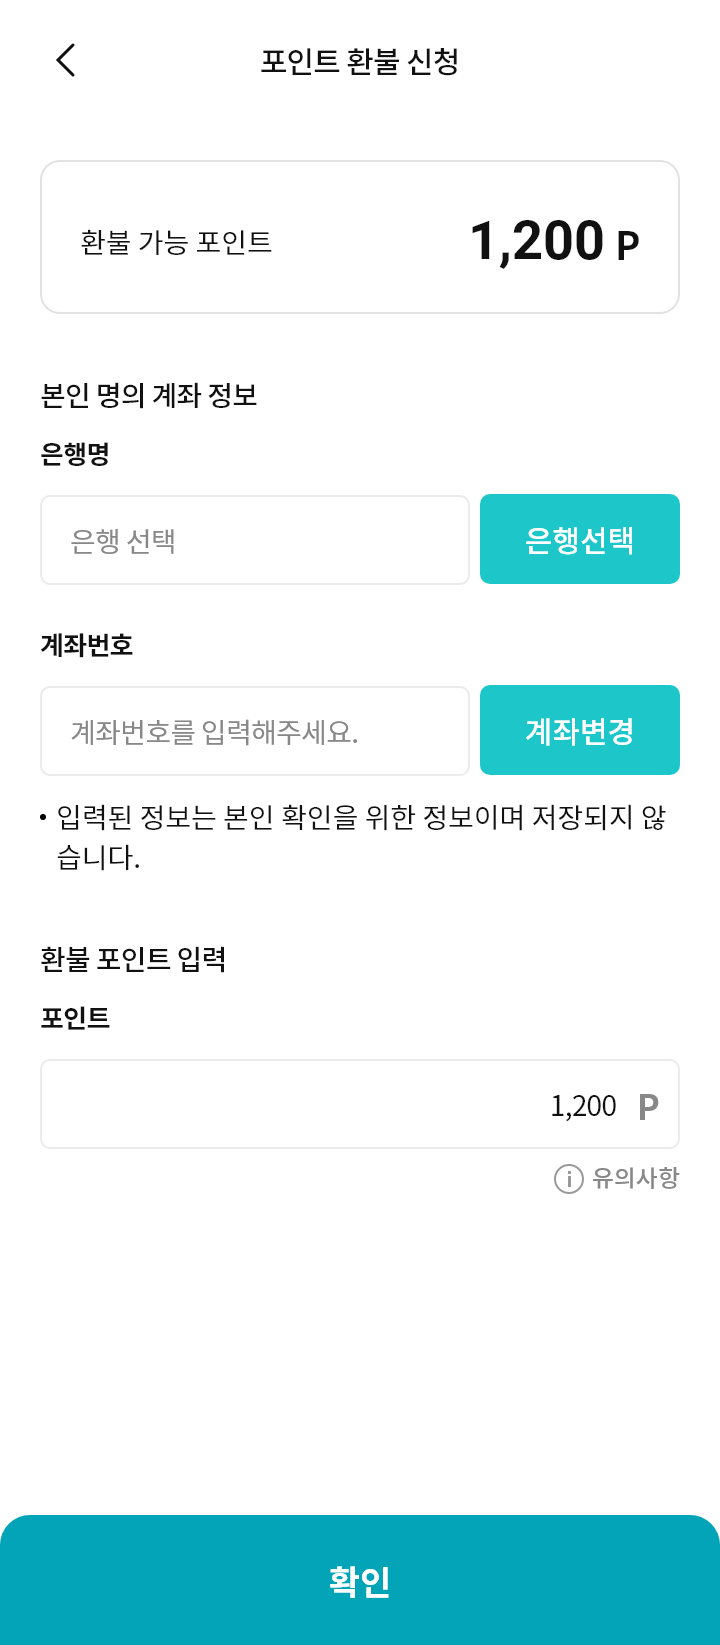 포인트 환불 신청
환불 가능 포인트 1,200 P
본인 명의 계좌 정보
은행명
은행 선택 은행선택
계좌번호
계좌번호를 입력해주세요. 계좌변경
• 입력된 정보는 본인 확인을 위한 정보이며 저장되지 않
습니다.
환불 포인트 입력
포인트
1,200 P
유의사항
확인